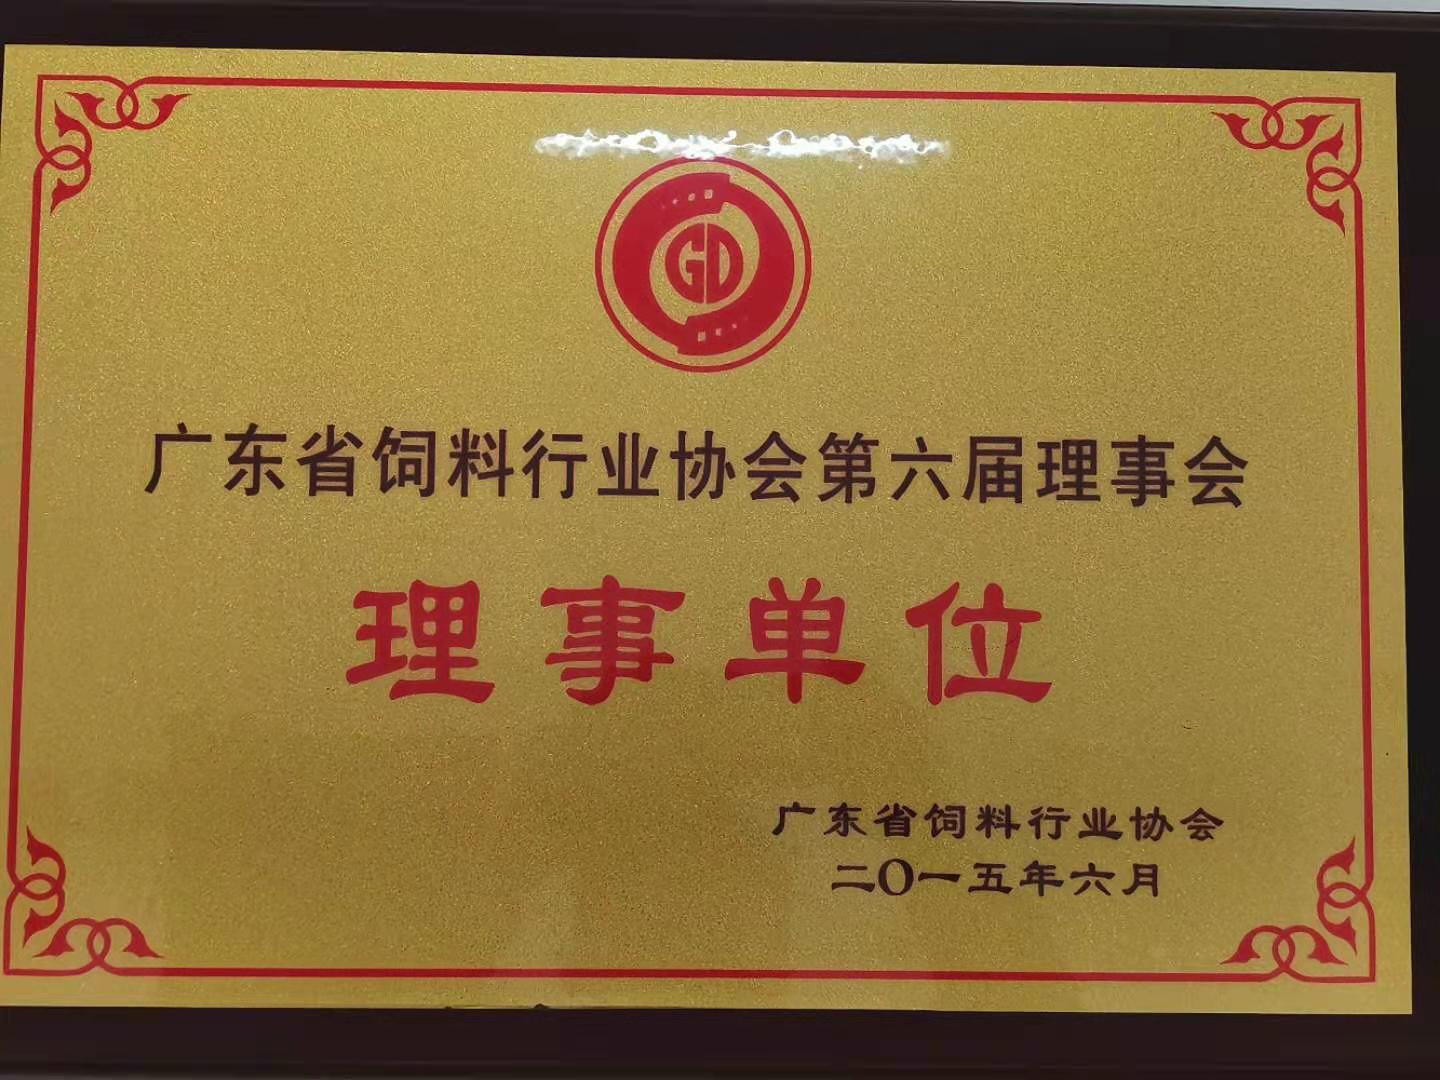 GD
广东省饲料行业协会第六届理事会
理事单位
广东省饲料行业协会
二〇一五年六月